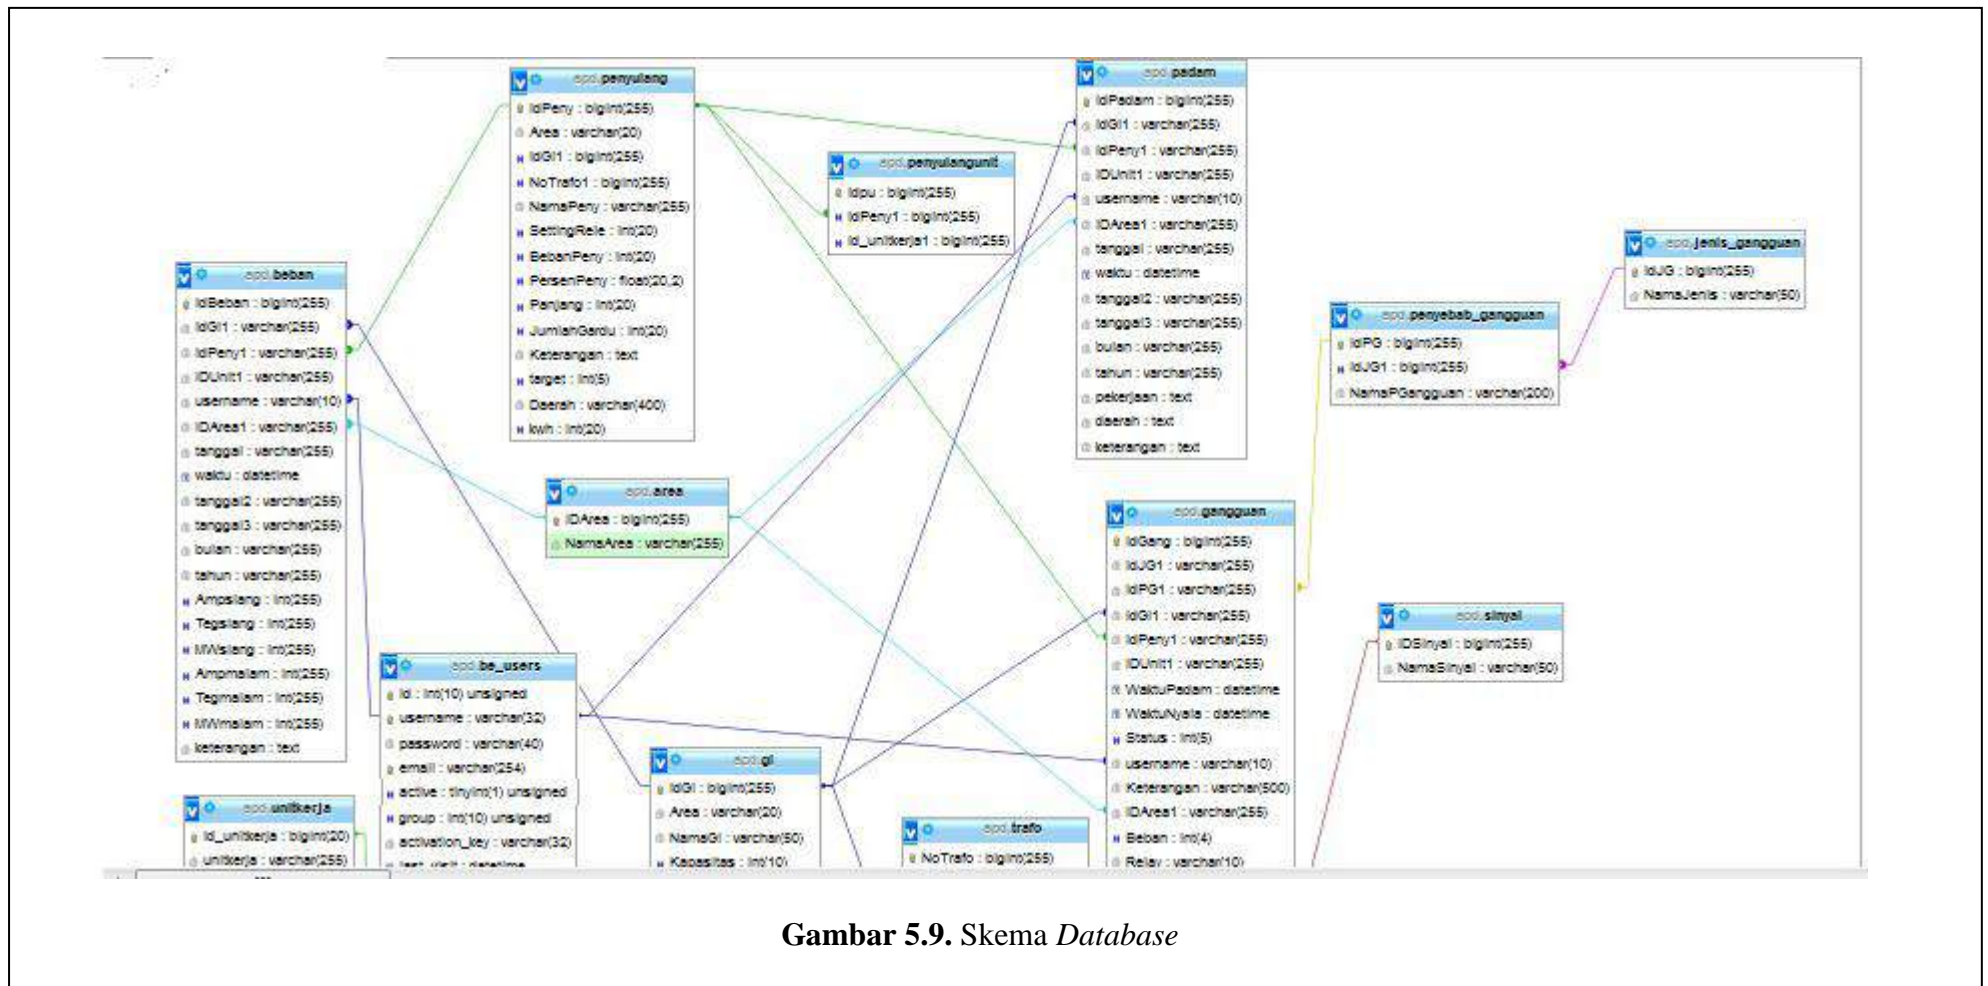 apd.penyulang
IdPeny : bigint(255)
Area : varchar(20)
IdGI1 : bigint(255)
NoTrafo1 : bigint(255)
NamaPeny : varchar(255)
SettingRele : int(20)
BebanPeny : int(20)
PersenPeny : float(20,2)
Panjang : int(20)
JumlahGardu : int(20)
Keterangan : text
target : int(5)
Daerah : varchar(400)
kwh : int(20)
apd.penyulangunit
Idpu : bigint(255)
IdPeny1 : bigint(255)
id_unitkerja1 : bigint(255)
apd.padam
IdPadam : bigint(255)
IdGI1 : varchar(255)
IdPeny1 : varchar(255)
IDUnit1 : varchar(255)
username : varchar(10)
IDArea1 : varchar(255)
tanggal : varchar(255)
waktu : datetime
tanggal2 : varchar(255)
tanggal3 : varchar(255)
bulan : varchar(255)
tahun : varchar(255)
pekerjaan : text
daerah : text
keterangan : text
apd.jenis_gangguan
IdJG : bigint(255)
NamaJenis : varchar(50)
apd.penyebab_gangguan
IdPG : bigint(255)
IdJG1 : bigint(255)
NamaPGangguan : varchar(200)
apd.beban
IdBeban : bigint(255)
IdGI1 : varchar(255)
IdPeny1 : varchar(255)
IDUnit1 : varchar(255)
username : varchar(10)
IDArea1 : varchar(255)
tanggal : varchar(255)
waktu : datetime
tanggal2 : varchar(255)
tanggal3 : varchar(255)
bulan : varchar(255)
tahun : varchar(255)
Ampsiang : int(255)
Tegsiang : int(255)
MWsiang : int(255)
Ampmalam : int(255)
Tegmalam : int(255)
MWmalam : int(255)
keterangan : text
apd.area
IDArea : bigint(255)
NamaArea : varchar(255)
apd.gangguan
IdGang : bigint(255)
IdJG1 : varchar(255)
IdPG1 : varchar(255)
IdGI1 : varchar(255)
IdPeny1 : varchar(255)
IDUnit1 : varchar(255)
WaktuPadam : datetime
WaktuNyala : datetime
Status : int(5)
username : varchar(10)
Keterangan : varchar(500)
IDArea1 : varchar(255)
Beban : int(4)
Relay : varchar(10)
apd.sinyal
IDSinyal : bigint(255)
NamaSinyal : varchar(50)
apd.be_users
id : int(10) unsigned
username : varchar(32)
password : varchar(40)
email : varchar(254)
active : tinyint(1) unsigned
group : int(10) unsigned
activation_key : varchar(32)
last_visit : datetime
apd.gi
IdGI : bigint(255)
Area : varchar(20)
NamaGI : varchar(50)
Kapasitas : int(10)
apd.unitkerja
id_unitkerja : bigint(20)
unitkerja : varchar(255)
apd.trafo
NoTrafo : bigint(255)
Gambar 5.9. Skema Database